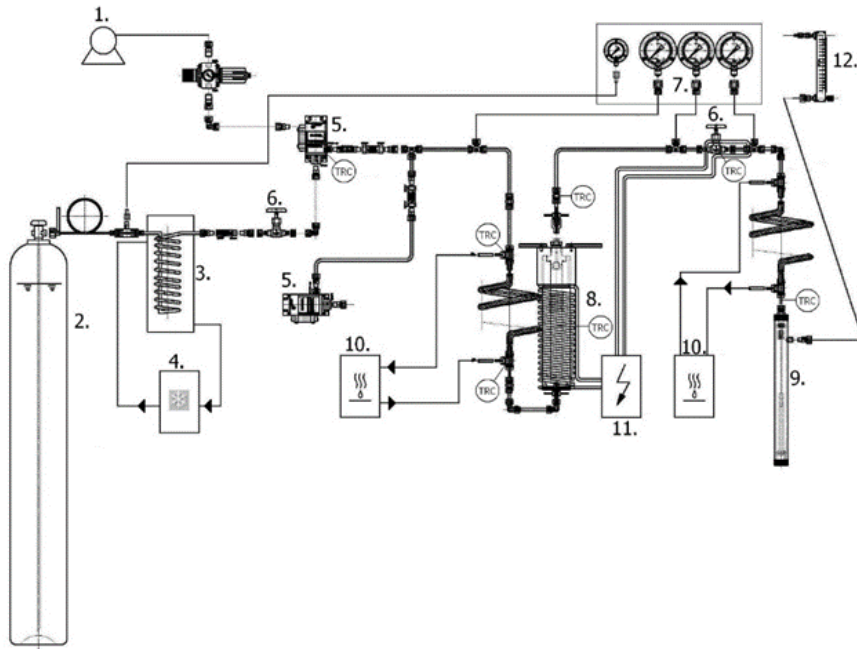 1.
12.
7.
5.
6.
TRC
6.
TRC
TRC
TRC
3.
5.
8.
2.
TRC
TRC
10.
10.
4.
TRC
9.
11.